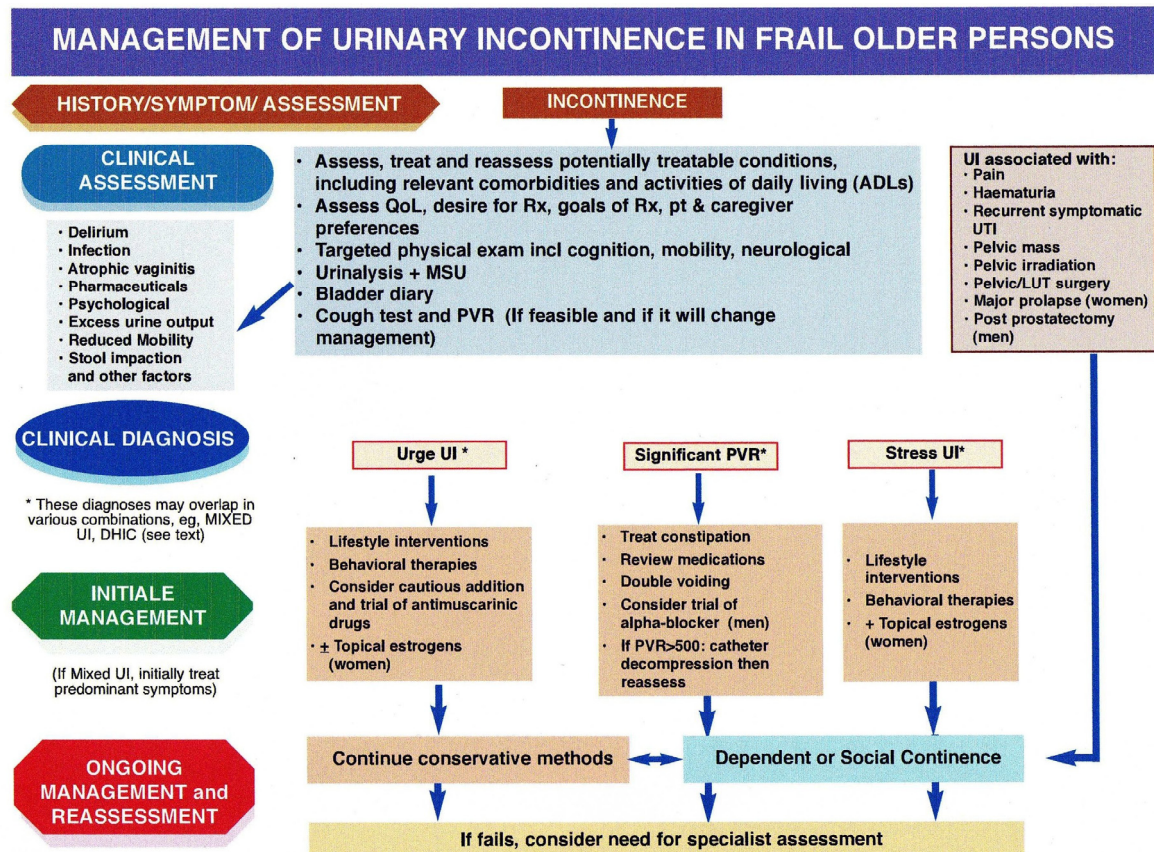 MANAGEMENT OF URINARY INCONTINENCE IN FRAIL OLDER PERSONS
HISTORY/SYMPTOM/ ASSESSMENT
INCONTINENCE
CLINICAL
ASSESSMENT
· Delirium
· Infection
· Atrophic vaginitis
· Pharmaceuticals
· Psychological
· Excess urine output
· Reduced Mobility
· Stool impaction
and other factors
• Assess, treat and reassess potentially treatable conditions,
including relevant comorbidities and activities of daily living (ADLs)
• Assess QoL, desire for Rx, goals of Rx, pt & caregiver
preferences
• Targeted physical exam incl cognition, mobility, neurological
• Urinalysis + MSU
• Bladder diary
• Cough test and PVR (If feasible and if it will change
management)
UI associated with:
· Pain
· Haematuria
· Recurrent symptomatic
UTI
· Pelvic mass
· Pelvic irradiation
· Pelvic/LUT surgery
· Major prolapse (women)
· Post prostatectomy
(men)
CLINICAL DIAGNOSIS
* These diagnoses may overlap in
various combinations, eg, MIXED
UI, DHIC (see text)
Urge UI *
Significant PVR*
Stress UI*
INITIALE
MANAGEMENT
(If Mixed UI, initially treat
predominant symptoms)
· Lifestyle interventions
· Behavioral therapies
· Consider cautious addition
and trial of antimuscarinic
drugs
· ± Topical estrogens
(women)
· Treat constipation
· Review medications
· Double voiding
· Consider trial of
alpha-blocker (men)
· If PVR>500: catheter
decompression then
reassess
· Lifestyle
interventions
· Behavioral therapies
· + Topical estrogens
(women)
ONGOING
MANAGEMENT and
REASSESSMENT
Continue conservative methods
Dependent or Social Continence
If fails, consider need for specialist assessment